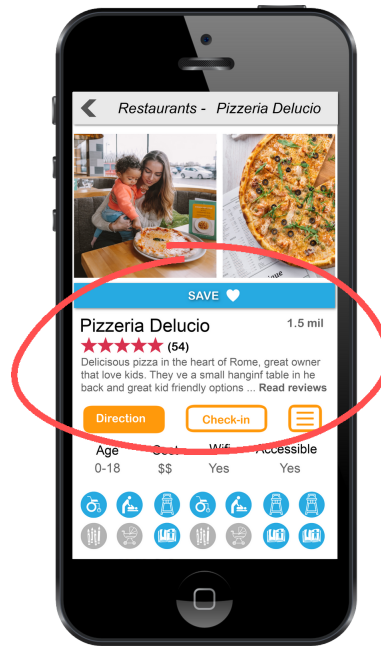 Restaurants - Pizzeria Delucio
SAVE
Pizzeria Delucio
1.5 mil
(54)
Delicisous pizza in the heart of Rome, great owner
that love kids. They ve a small hanginf table in he
back and great kid friendly options ... Read reviews
Direction
Check-in
Age Cost Wifi Accessible
0-18 $$ Yes Yes